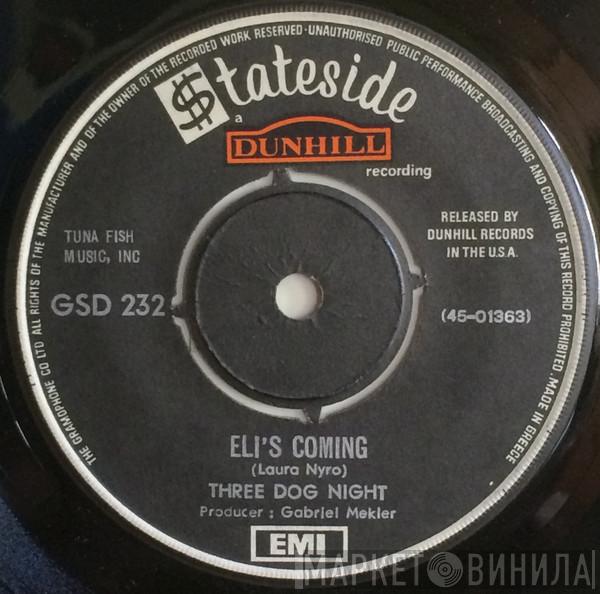 THE GRAMOPHONE CO LTD ALL RIGHTS OF THE MANUFACTURER AND OF THE OWNER OF THE RECORDED WORK RESERVED-UNAUTHORISED PUBLIC PERFORMANCE BROADCASTING AND COPYING OF THIS RECORD PROHIBITED. MADE IN GREECE
$tateside
a
DUNHILL
recording
TUNA FISH
MUSIC, INC
RELEASED BY
DUNHILL RECORDS
IN THE U.S.A.
GSD 232
(45-01363)
ELI'S COMING
(Laura Nyro)
THREE DOG NIGHT
Producer : Gabriel Mekler
EMI
МАРКЕТ ВИНИЛА